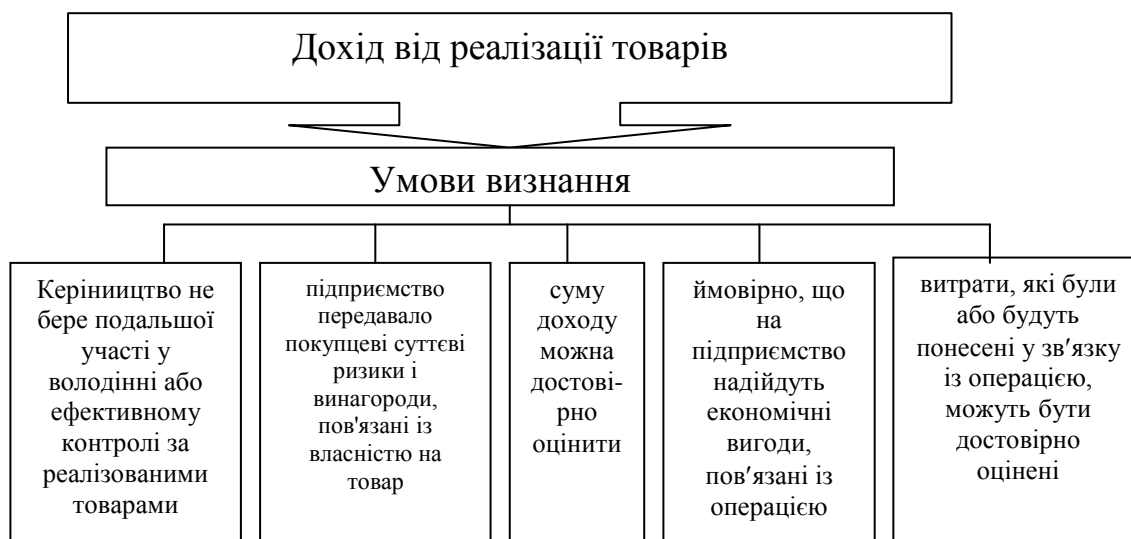 Дохід від реалізації товарів
Умови визнання
Керіниицтво не
бере подальшої
участі у
володінні або
ефективному
контролі за
реалізованими
товарами
підприємство
передавало
покупцеві суттєві
ризики і
винагороди,
пов'язані із
власністю на
товар
суму
доходу
можна
достові-
рно
оцінити
ймовірно, що
на
підприємство
надійдуть
економічні
вигоди,
пов′язані із
операцією
витрати, які були
або будуть
понесені у зв′язку
із операцією,
можуть бути
достовірно
оцінені